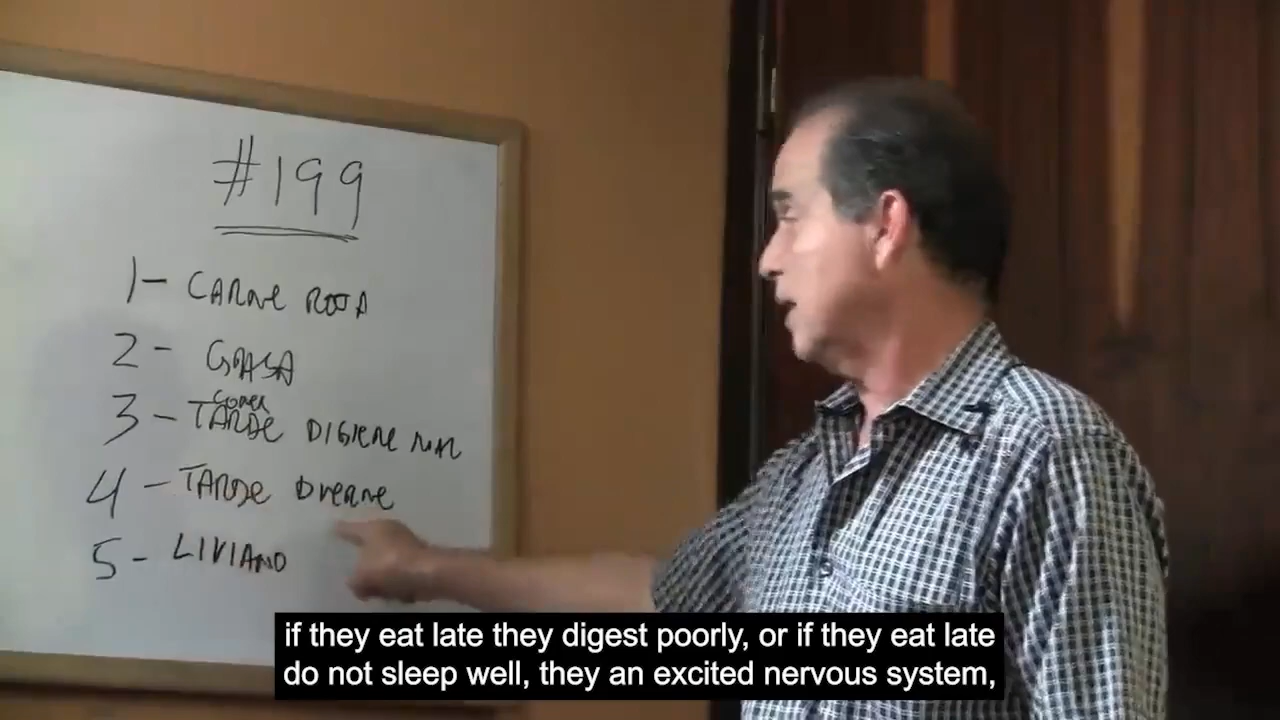 #199
1- CARNE ROJA
2 - GRASA
COMER
3 - TARDE DIGIERE MAL
4 - TARDE DUERME
5 - LIVIANO
if they eat late they digest poorly, or if they eat late
do not sleep well, they an excited nervous system,